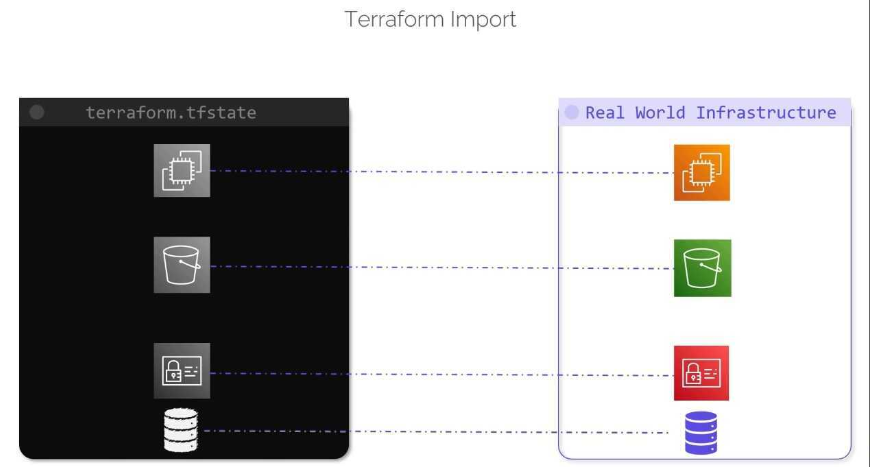 Terraform Import
terraform.tfstate
Real World Infrastructure